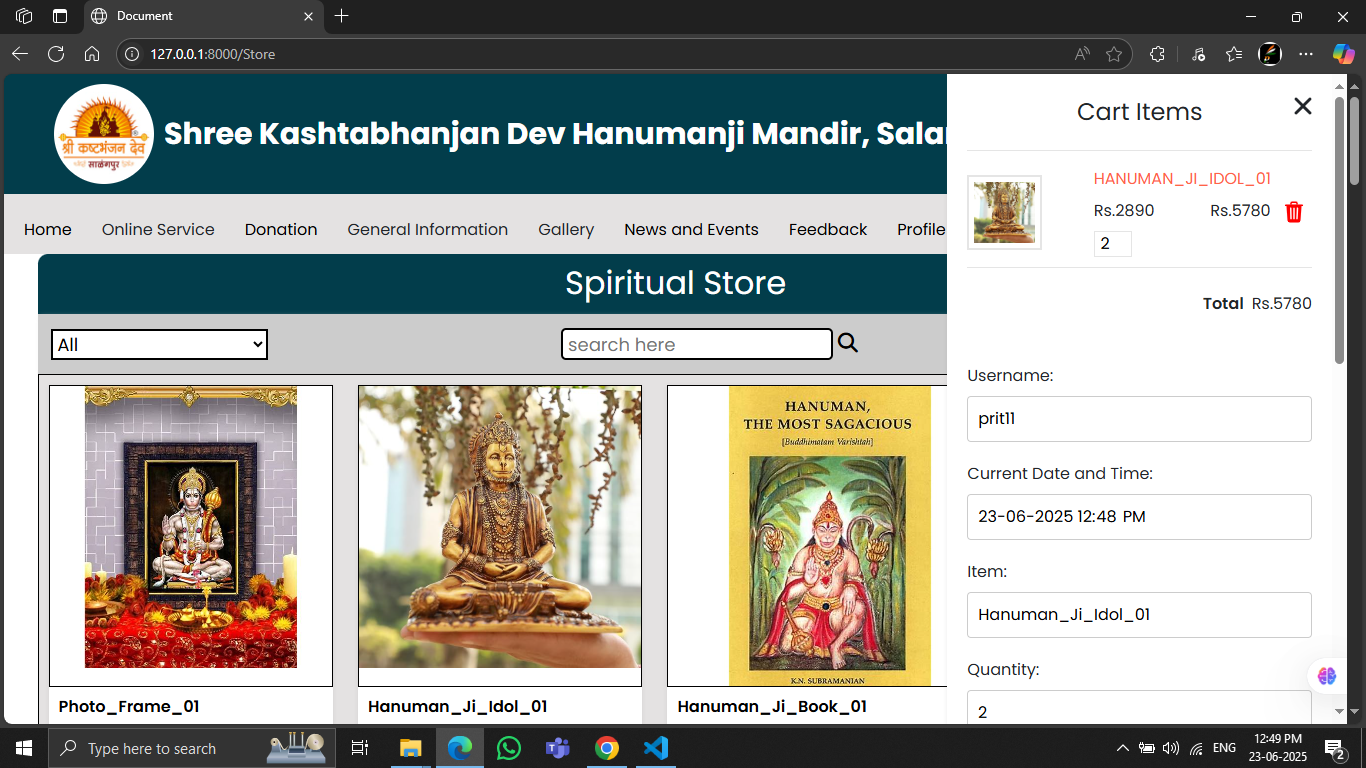 Document
127.0.0.1:8000/Store
श्री कष्टभंजन देव
साळंगपुर
Shree Kashtabhanjan Dev Hanumanji Mandir, Salar
Home Online Service Donation General Information Gallery News and Events Feedback Profile
Spiritual Store
All
search here
HANUMAN,
THE MOST SAGACIOUS
[Buddhimatam Varishtah]
K.N. SUBRAMANIAN
Photo_Frame_01 Hanuman_Ji_Idol_01 Hanuman_Ji_Book_01
Cart Items
HANUMAN_JI_IDOL_01
Rs.2890 Rs.5780
2
Total Rs.5780
Username:
prit11
Current Date and Time:
23-06-2025 12:48 PM
Item:
Hanuman_Ji_Idol_01
Quantity:
2
Type here to search
ENG
12:49 PM
23-06-2025
2